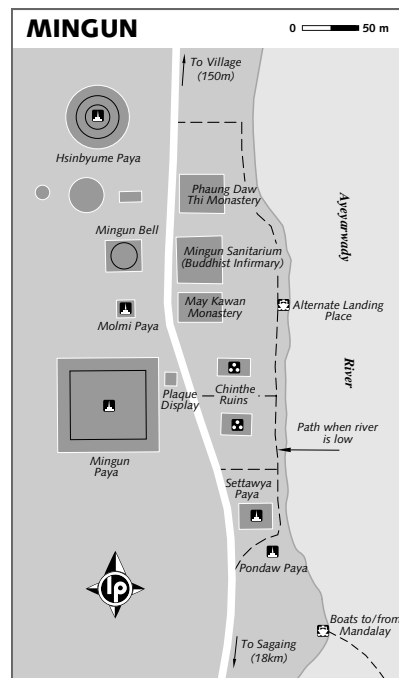 MINGUN
0 50 m
To Village
(150m)
Hsinbyume Paya
Phaung Daw
Thi Monastery
Mingun Bell
Mingun Sanitarium
(Buddhist Infirmary)
Ayeyarwady
River
May Kawan
Monastery
Alternate Landing
Place
Molmi Paya
Plaque
Display
Chinthe
Ruins
Path when river
is low
Mingun
Paya
Settawya
Paya
Pondaw Paya
lp
Boats to/from
Mandalay
To Sagaing
(18km)